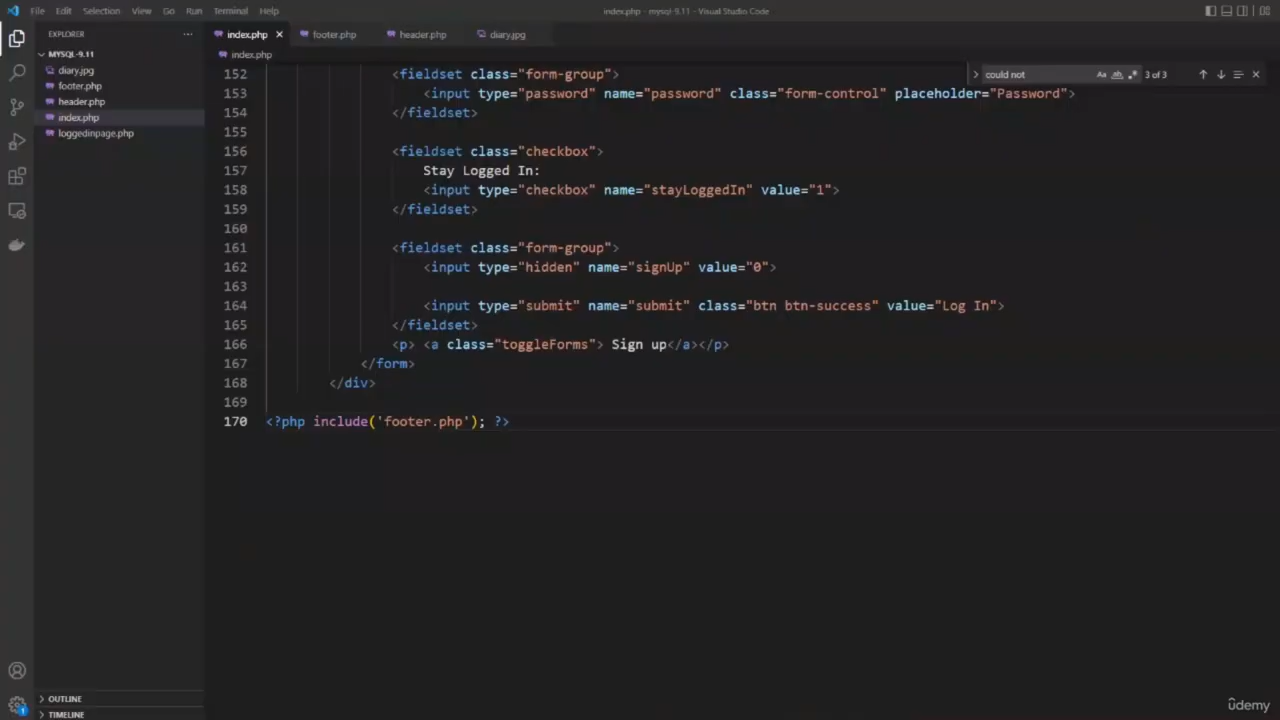 File Edit Selection View Go Run Terminal Help
index.php - mysql-9.11 - Visual Studio Code
EXPLORER
MYSQL-9.11
diary.jpg
footer.php
header.php
index.php
loggedinpage.php
OUTLINE
TIMELINE
index.php footer.php header.php diary.jpg
index.php
could not 3 of 3
152 <fieldset class="form-group">
153 <input type="password" name="password" class="form-control" placeholder="Password">
154 </fieldset>
155
156 <fieldset class="checkbox">
157 Stay Logged In:
158 <input type="checkbox" name="stayLoggedIn" value="1">
159 </fieldset>
160
161 <fieldset class="form-group">
162 <input type="hidden" name="signUp" value="0">
163
164 <input type="submit" name="submit" class="btn btn-success" value="Log In">
165 </fieldset>
166 <p> <a class="toggleForms"> Sign up</a></p>
167 </form>
168 </div>
169
170 <?php include('footer.php'); ?>
ûdemy